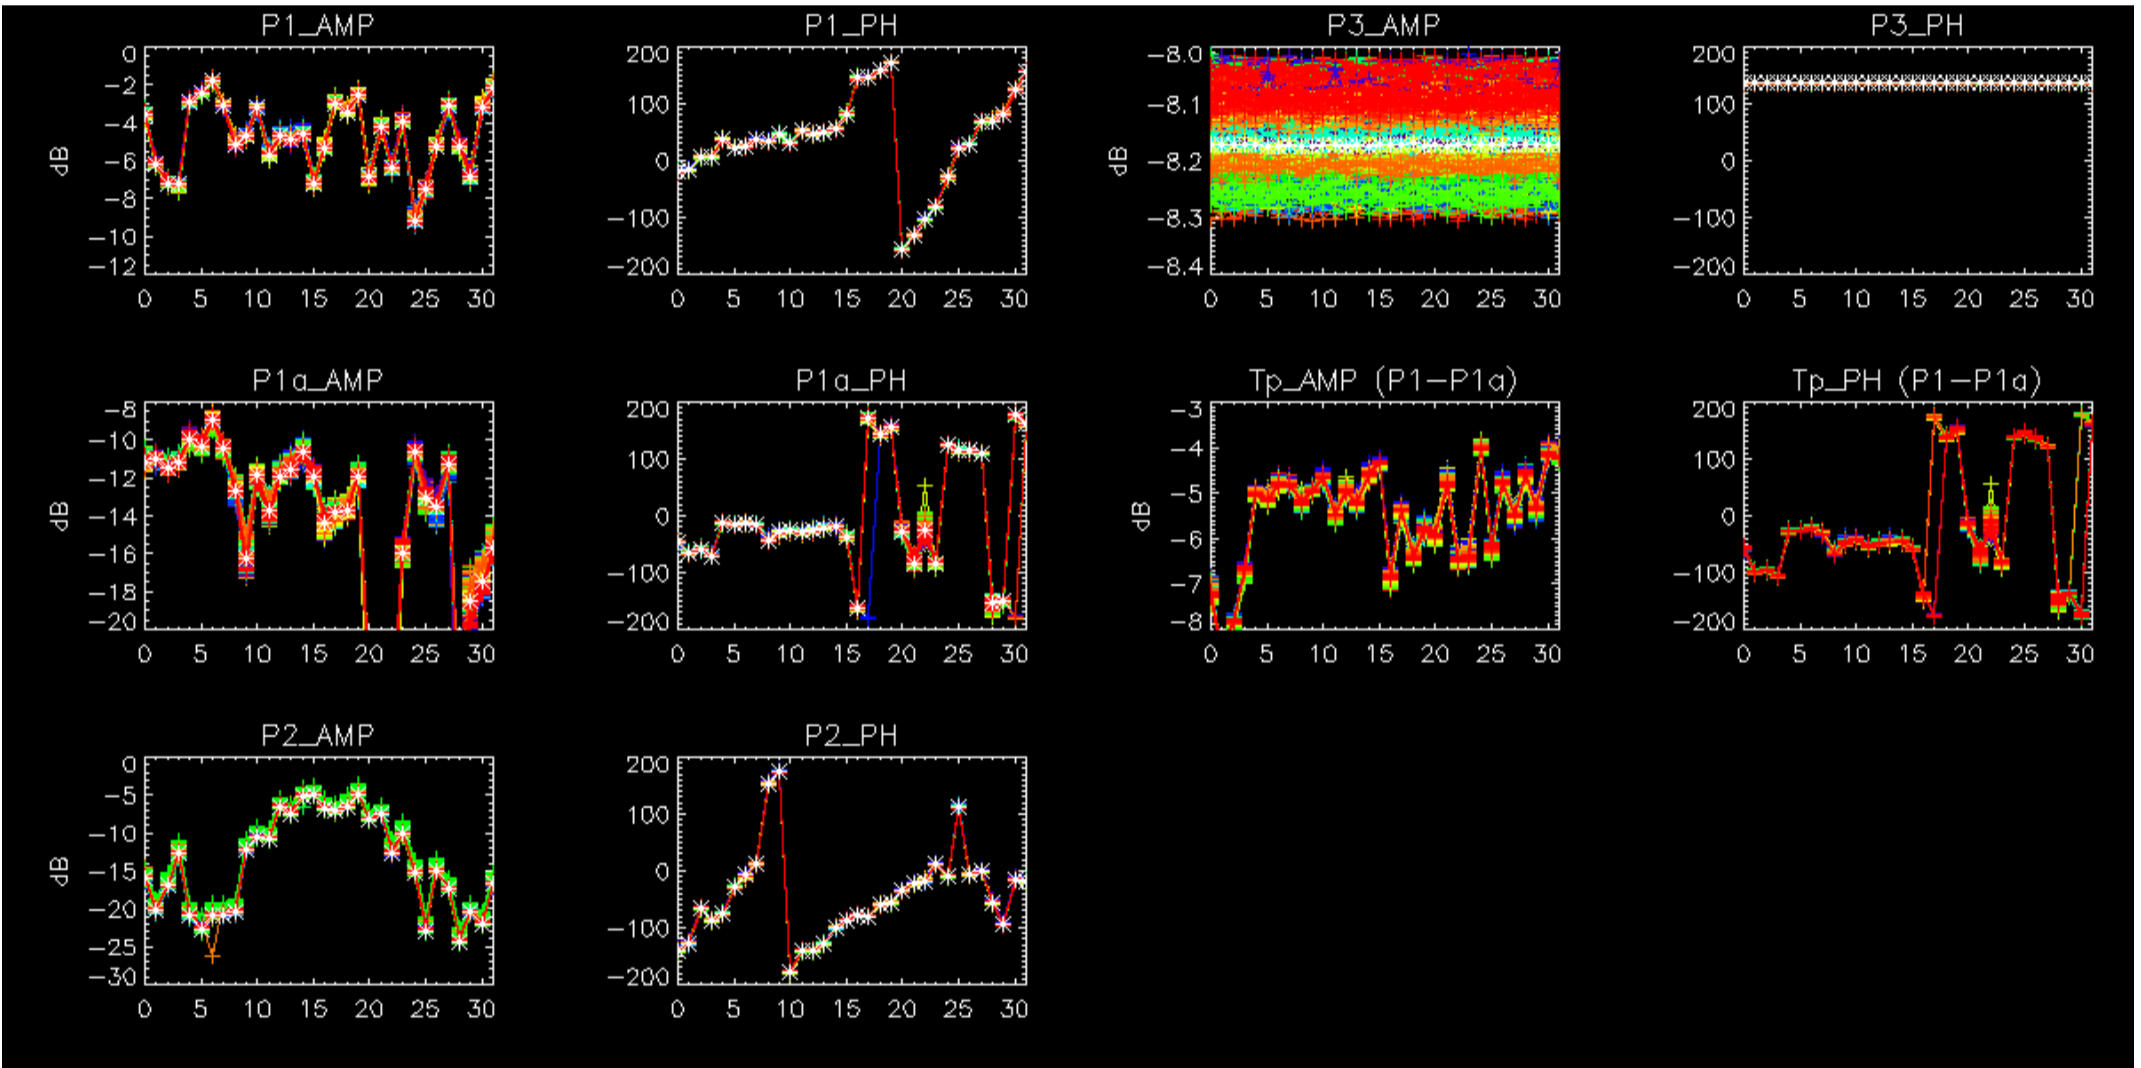 P1_AMP P1_PH P3_AMP P3_PH
0 200 -8.0 200
-2
-4 100 -8.1 100
dB -6 0 dB -8.2 0
-8
-10 -100 -8.3 -100
-12 -200 -8.4 -200
0 5 10 15 20 25 30 0 5 10 15 20 25 30 0 5 10 15 20 25 30 0 5 10 15 20 25 30
P1a_AMP P1a_PH Tp_AMP (P1-P1a) Tp_PH (P1-P1a)
-8 200 -3 200
-10 100 -4 100
-12
dB -14 0 dB -5 0
-16 -6
-18 -100 -7 -100
-20 -200 -8 -200
0 5 10 15 20 25 30 0 5 10 15 20 25 30 0 5 10 15 20 25 30 0 5 10 15 20 25 30
P2_AMP P2_PH
0 200
-5 100
-10
dB -15 0
-20
-25 -100
-30 -200
0 5 10 15 20 25 30 0 5 10 15 20 25 30